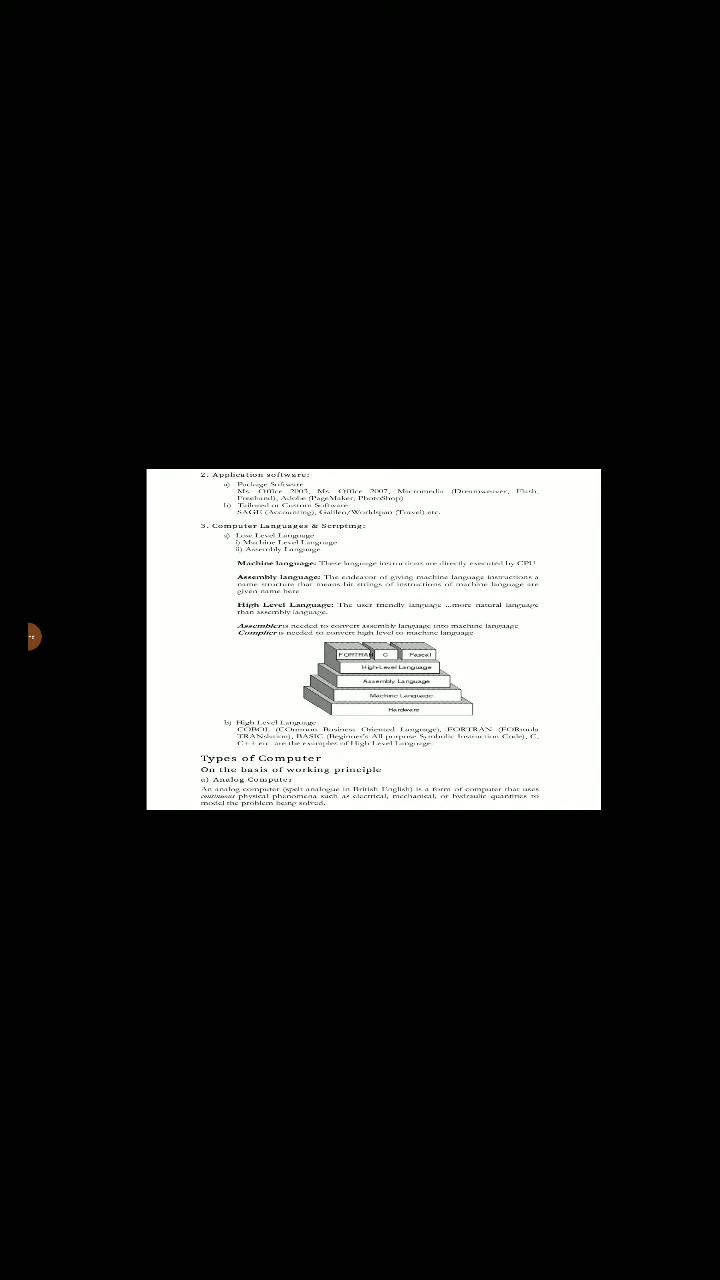 2. Application software:
a) Package Software
Ms. Office 2003, Ms. Office 2007, Macromedia (Dreamweaver, Flash,
Freehand), Adobe (PageMaker, PhotoShop)
b) Tailored or Custom Software
SAGE (Accounting), Galileo/Worldspan (Travel) etc.
3. Computer Languages & Scripting:
a) Low Level Language
i) Machine Level Language
ii) Assembly Language
Machine language: These language instructions are directly executed by CPU
Assembly language: The endeavor of giving machine language instructions a
name structure that means bit strings of instructions of machine language are
given name here
High Level Language: The user friendly language ...more natural language
than assembly language.
Assembler is needed to convert assembly language into machine language
Complier is needed to convert high level to machine language
FORTRAN C Pascal
High-Level Language
Assembly Language
Machine Language
Hardware
b) High Level Language
COBOL (COmmon Business Oriented Language), FORTRAN (FORmula
TRANslation), BASIC (Beginner's All purpose Symbolic Instruction Code), C,
C++ etc. are the examples of High Level Language.
Types of Computer
On the basis of working principle
a) Analog Computer
An analog computer (spelt analogue in British English) is a form of computer that uses
continuous physical phenomena such as electrical, mechanical, or hydraulic quantities to
model the problem being solved.